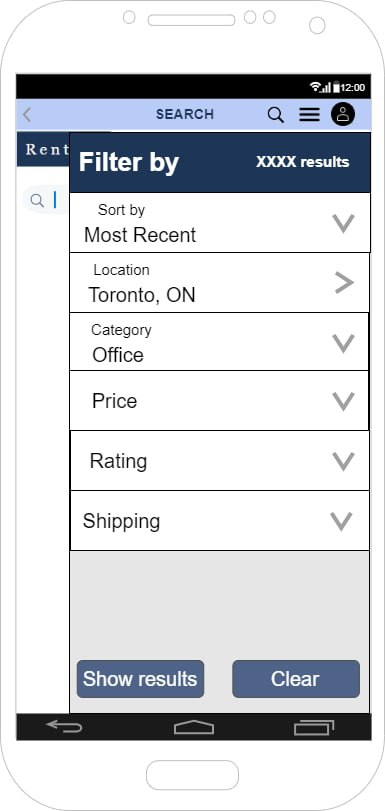 12:00
SEARCH
Rent
Filter by
XXXX results
Sort by
Most Recent
Location
Toronto, ON
Category
Office
Price
Rating
Shipping
Show results
Clear